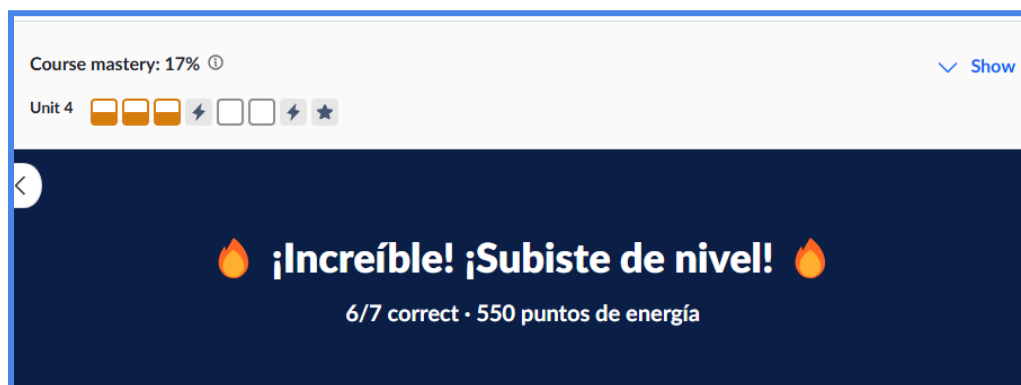 Course mastery: 17%
Show
Unit 4
¡Increíble! ¡Subiste de nivel!
6/7 correct · 550 puntos de energía